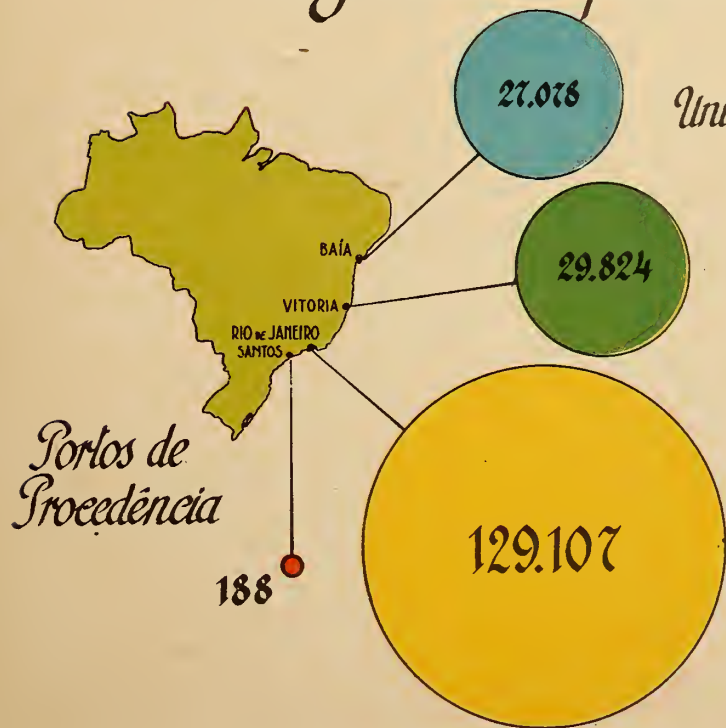 27.078
29.824
BAÍA
VITORIA
RIO DE JANEIRO
SANTOS
Portos de
Procedência
129.107
188